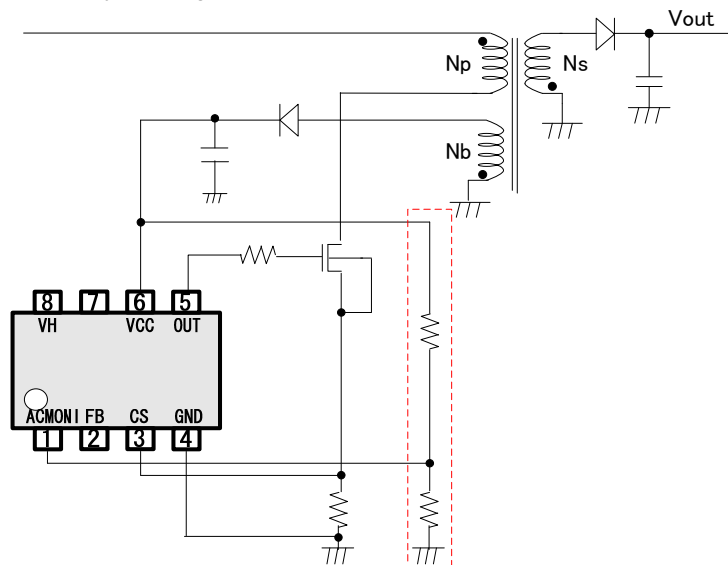 Vout
Np
Ns
Nb
8 7 6 5
VH VCC OUT
ACMONI FB CS GND
1 2 3 4